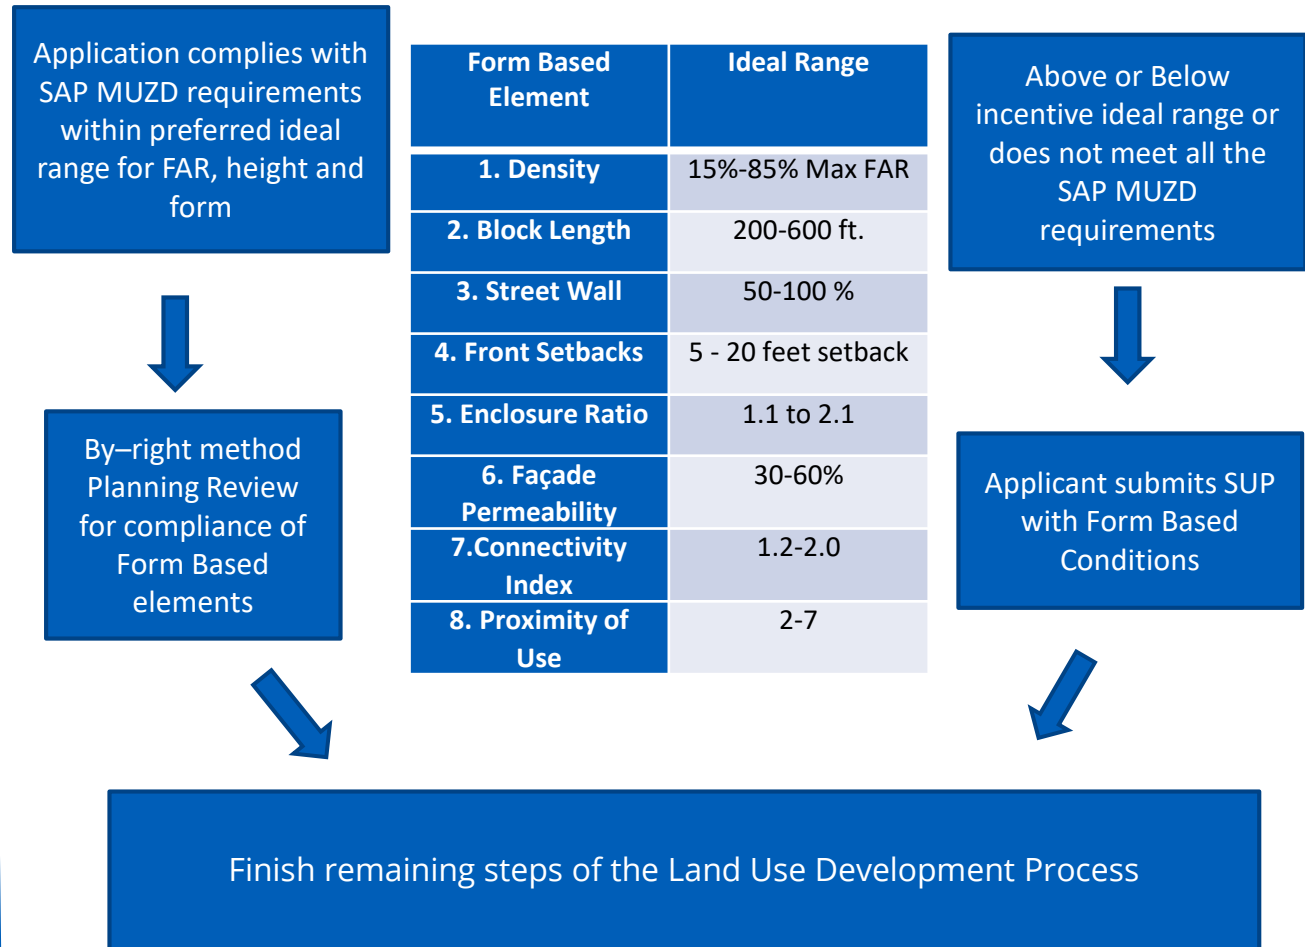 Application complies with
SAP MUZD requirements
within preferred ideal
range for FAR, height and
form
By–right method
Planning Review
for compliance of
Form Based
elements
Form Based
Element
Ideal Range
1. Density
15%-85% Max FAR
2. Block Length
200-600 ft.
3. Street Wall
50-100 %
4. Front Setbacks
5 - 20 feet setback
5. Enclosure Ratio
1.1 to 2.1
6. Façade
Permeability
30-60%
7.Connectivity
Index
1.2-2.0
8. Proximity of
Use
2-7
Above or Below
incentive ideal range or
does not meet all the
SAP MUZD
requirements
Applicant submits SUP
with Form Based
Conditions
Finish remaining steps of the Land Use Development Process